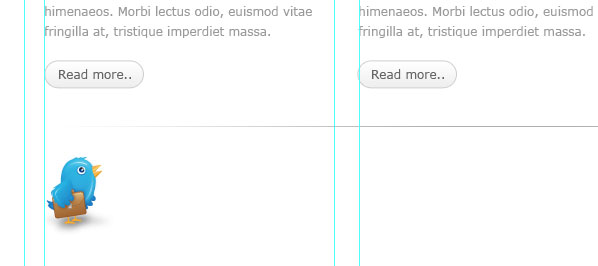 himenaeos. Morbi lectus odio, euismod vitae
fringilla at, tristique imperdiet massa.
Read more..
himenaeos. Morbi lectus odio, euismod
fringilla at, tristique imperdiet massa.
Read more..